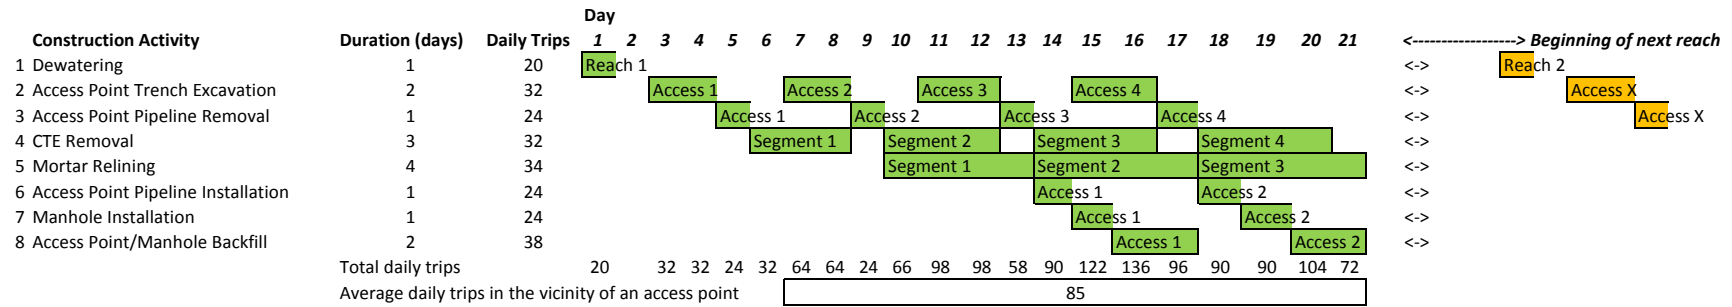 Day
Construction Activity Duration (days) Daily Trips 1 2 3 4 5 6 7 8 9 10 11 12 13 14 15 16 17 18 19 20 21 <------------------> Beginning of next reach
1 Dewatering 1 20 Reach 1 <-> Reach 2
2 Access Point Trench Excavation 2 32 Access 1 Access 2 Access 3 Access 4 <-> Access X
3 Access Point Pipeline Removal 1 24 Access 1 Access 2 Access 3 Access 4 <-> Access X
4 CTE Removal 3 32 Segment 1 Segment 2 Segment 3 Segment 4 <->
5 Mortar Relining 4 34 Segment 1 Segment 2 Segment 3 <->
6 Access Point Pipeline Installation 1 24 Access 1 Access 2 <->
7 Manhole Installation 1 24 Access 1 Access 2 <->
8 Access Point/Manhole Backfill 2 38 Access 1 Access 2 <->
Total daily trips 20 32 32 24 32 64 64 24 66 98 98 58 90 122 136 96 90 90 104 72
Average daily trips in the vicinity of an access point 85